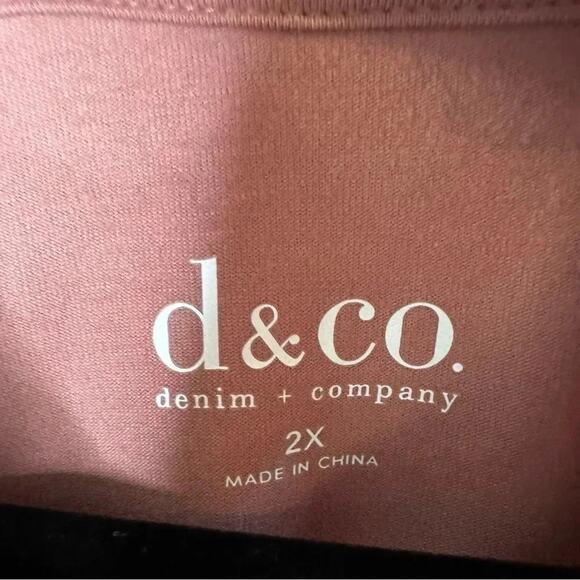 d&co.
denim + company
2X
MADE IN CHINA